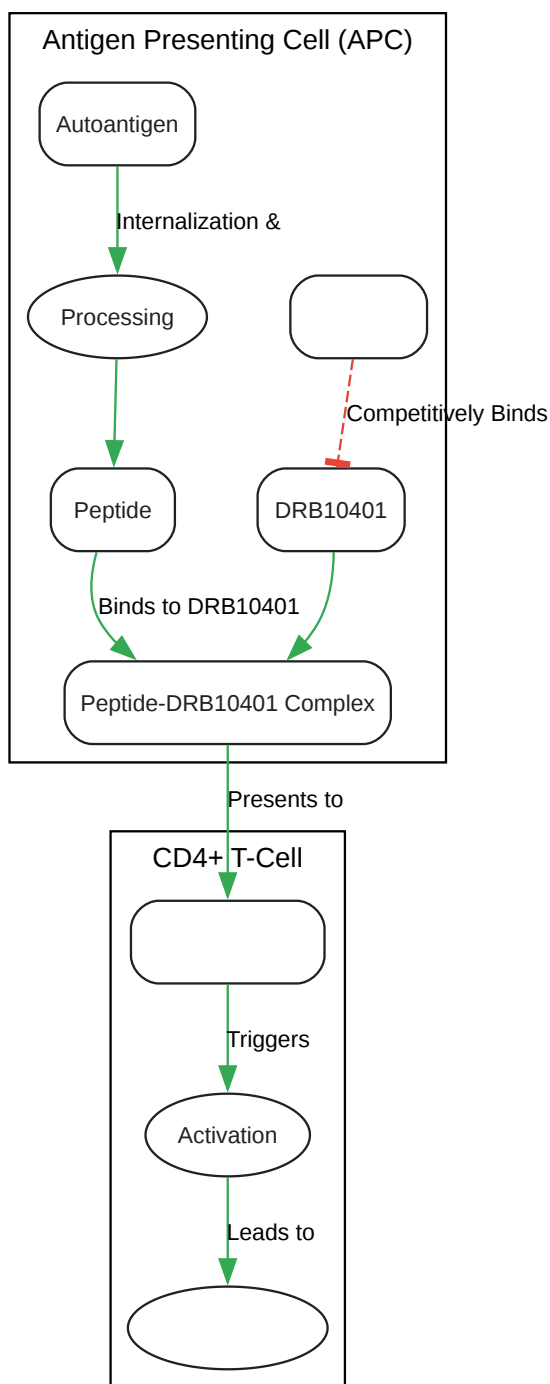 Antigen Presenting Cell (APC)
Autoantigen
Internalization &
Processing
Competitively Binds
Peptide
DRB10401
Binds to DRB10401
Peptide-DRB10401 Complex
Presents to
CD4+ T-Cell
Triggers
Activation
Leads to